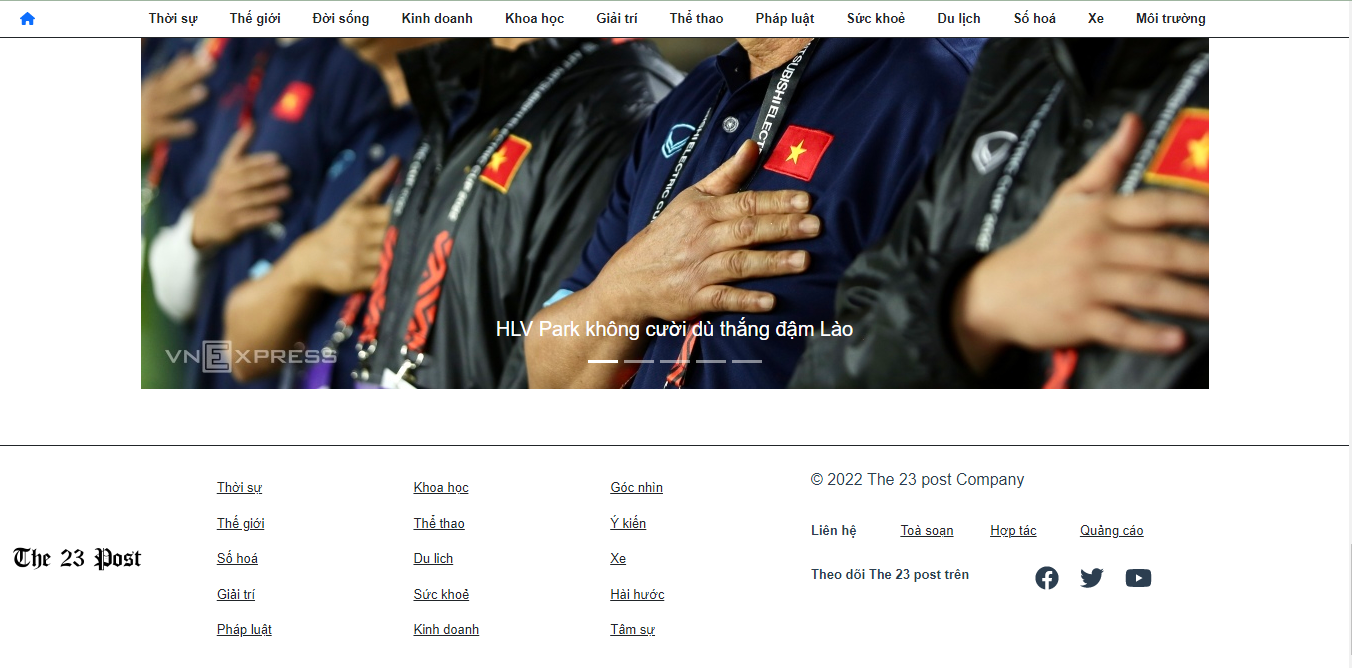 Thời sự Thế giới Đời sống Kinh doanh Khoa học Giải trí Thể thao Pháp luật Sức khoẻ Du lịch Số hoá Xe Môi trường
HLV Park không cười dù thắng đậm Lào
VNEXPRESS
© 2022 The 23 post Company
Thời sự Khoa học Góc nhìn
Thế giới Thể thao Ý kiến
Liên hệ Toà soạn Hợp tác Quảng cáo
The 23 Post
Số hoá Du lich Xe
Theo dõi The 23 post trên
Giải trí Sức khoẻ Hài hước
Pháp luật Kinh doanh Tâm sự